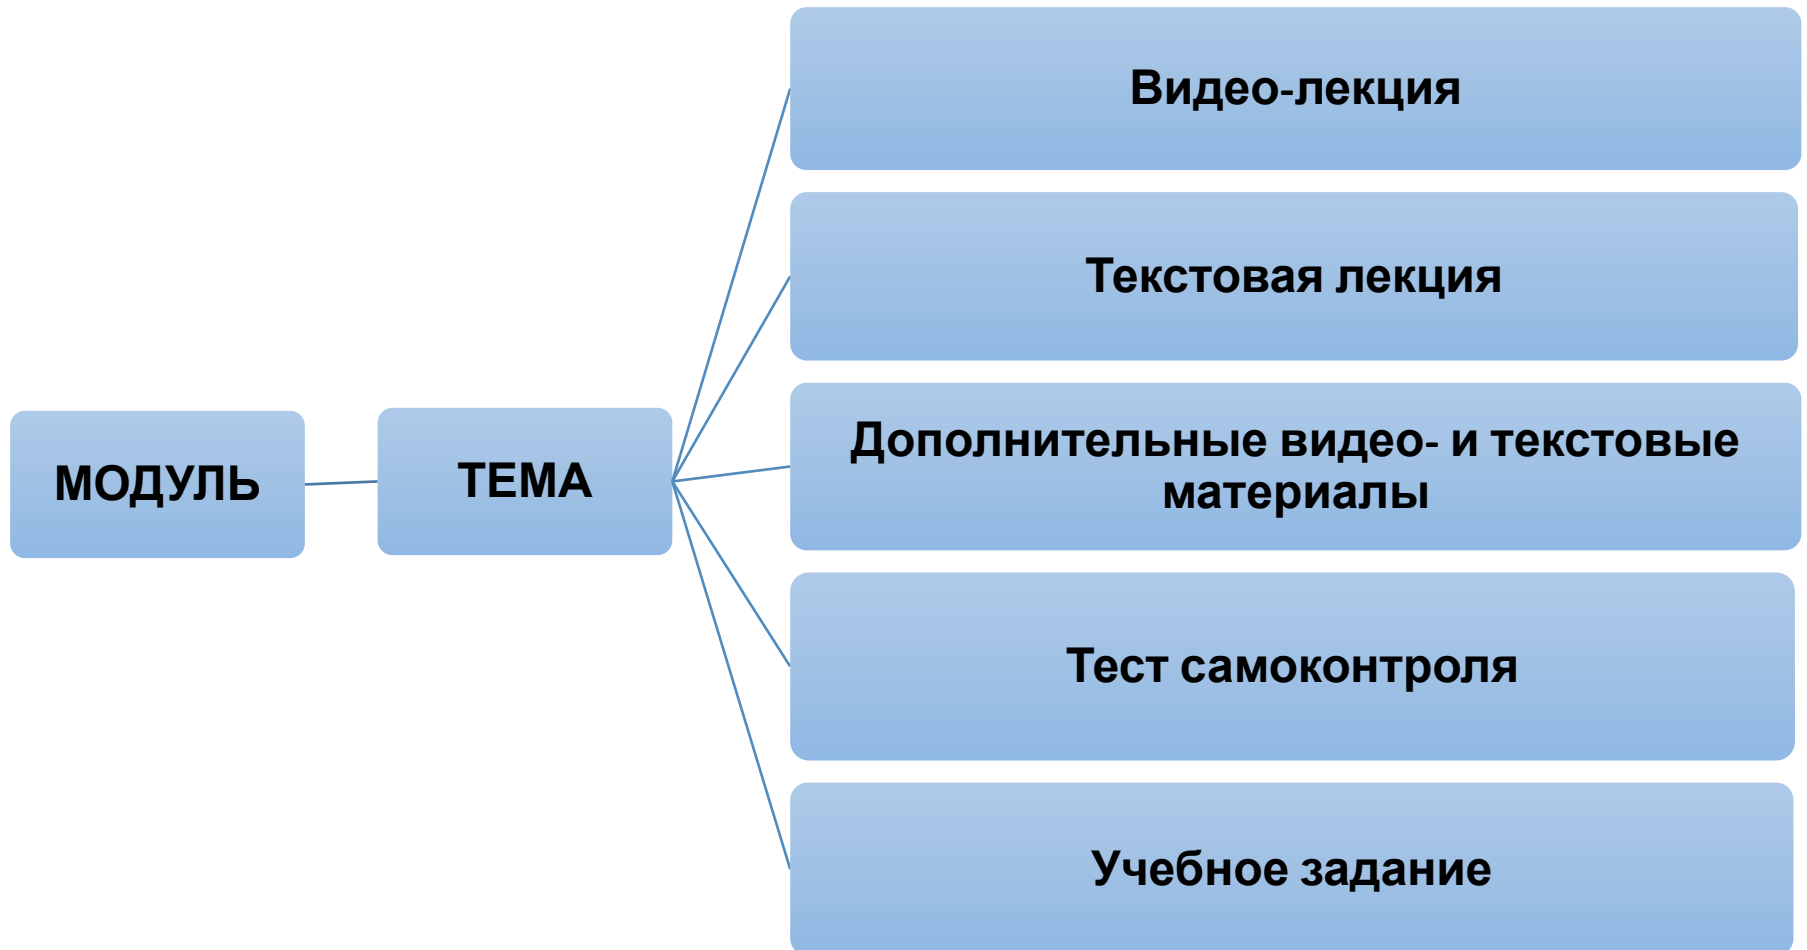 МОДУЛЬ
ТЕМА
Видео-лекция
Текстовая лекция
Дополнительные видео- и текстовые
материалы
Тест самоконтроля
Учебное задание